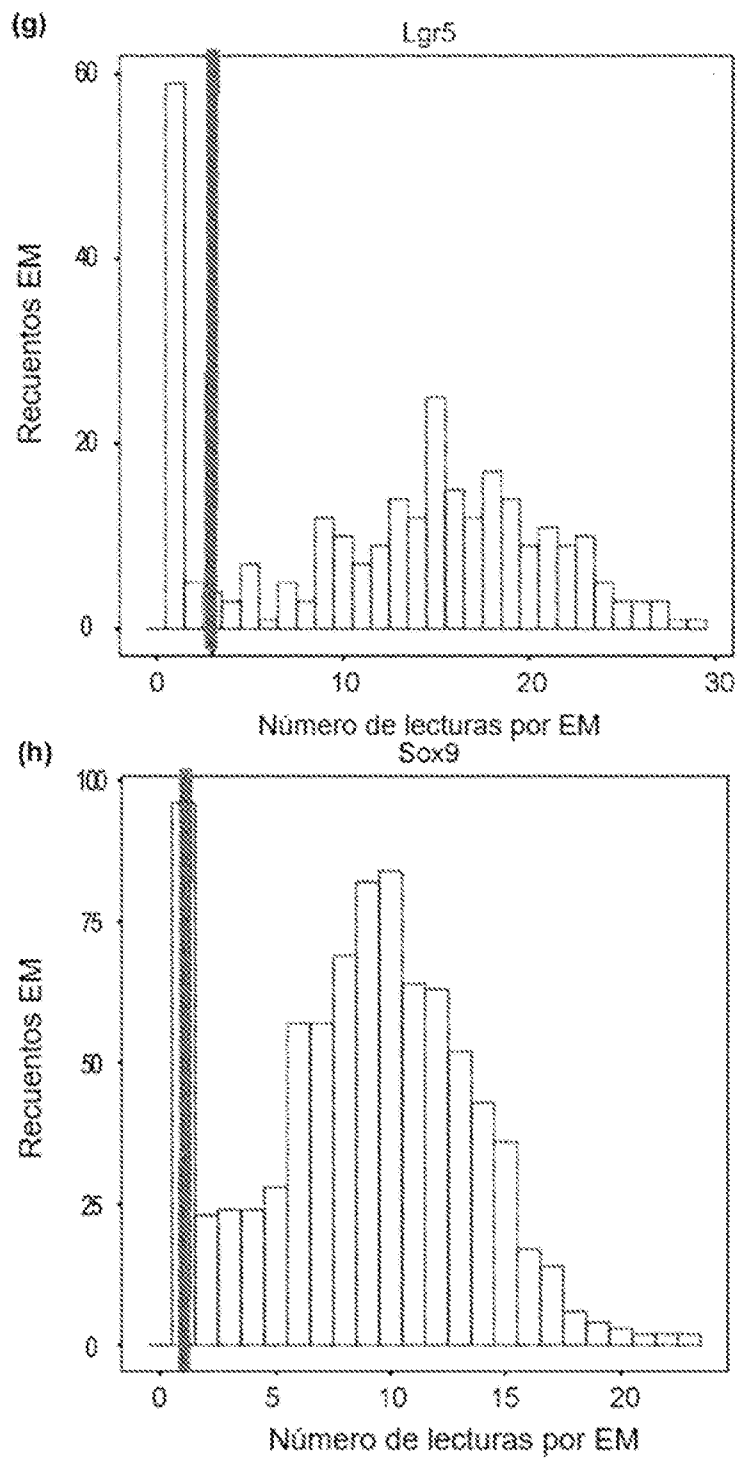 (g)
Lgr5
60
40
20
0
Recuentos EM
0 10 20 30
Número de lecturas por EM
(h)
Sox9
100
75
50
25
0
Recuentos EM
0 5 10 15 20
Número de lecturas por EM